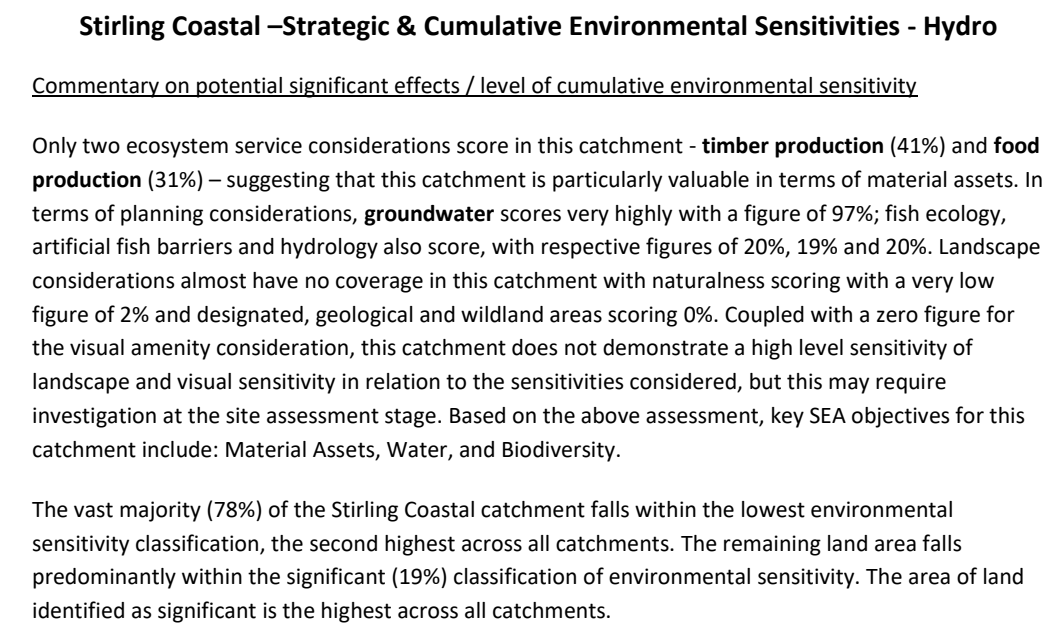 Stirling Coastal –Strategic & Cumulative Environmental Sensitivities - Hydro
Commentary on potential significant effects / level of cumulative environmental sensitivity
Only two ecosystem service considerations score in this catchment - timber production (41%) and food
production (31%) – suggesting that this catchment is particularly valuable in terms of material assets. In
terms of planning considerations, groundwater scores very highly with a figure of 97%; fish ecology,
artificial fish barriers and hydrology also score, with respective figures of 20%, 19% and 20%. Landscape
considerations almost have no coverage in this catchment with naturalness scoring with a very low
figure of 2% and designated, geological and wildland areas scoring 0%. Coupled with a zero figure for
the visual amenity consideration, this catchment does not demonstrate a high level sensitivity of
landscape and visual sensitivity in relation to the sensitivities considered, but this may require
investigation at the site assessment stage. Based on the above assessment, key SEA objectives for this
catchment include: Material Assets, Water, and Biodiversity.
The vast majority (78%) of the Stirling Coastal catchment falls within the lowest environmental
sensitivity classification, the second highest across all catchments. The remaining land area falls
predominantly within the significant (19%) classification of environmental sensitivity. The area of land
identified as significant is the highest across all catchments.